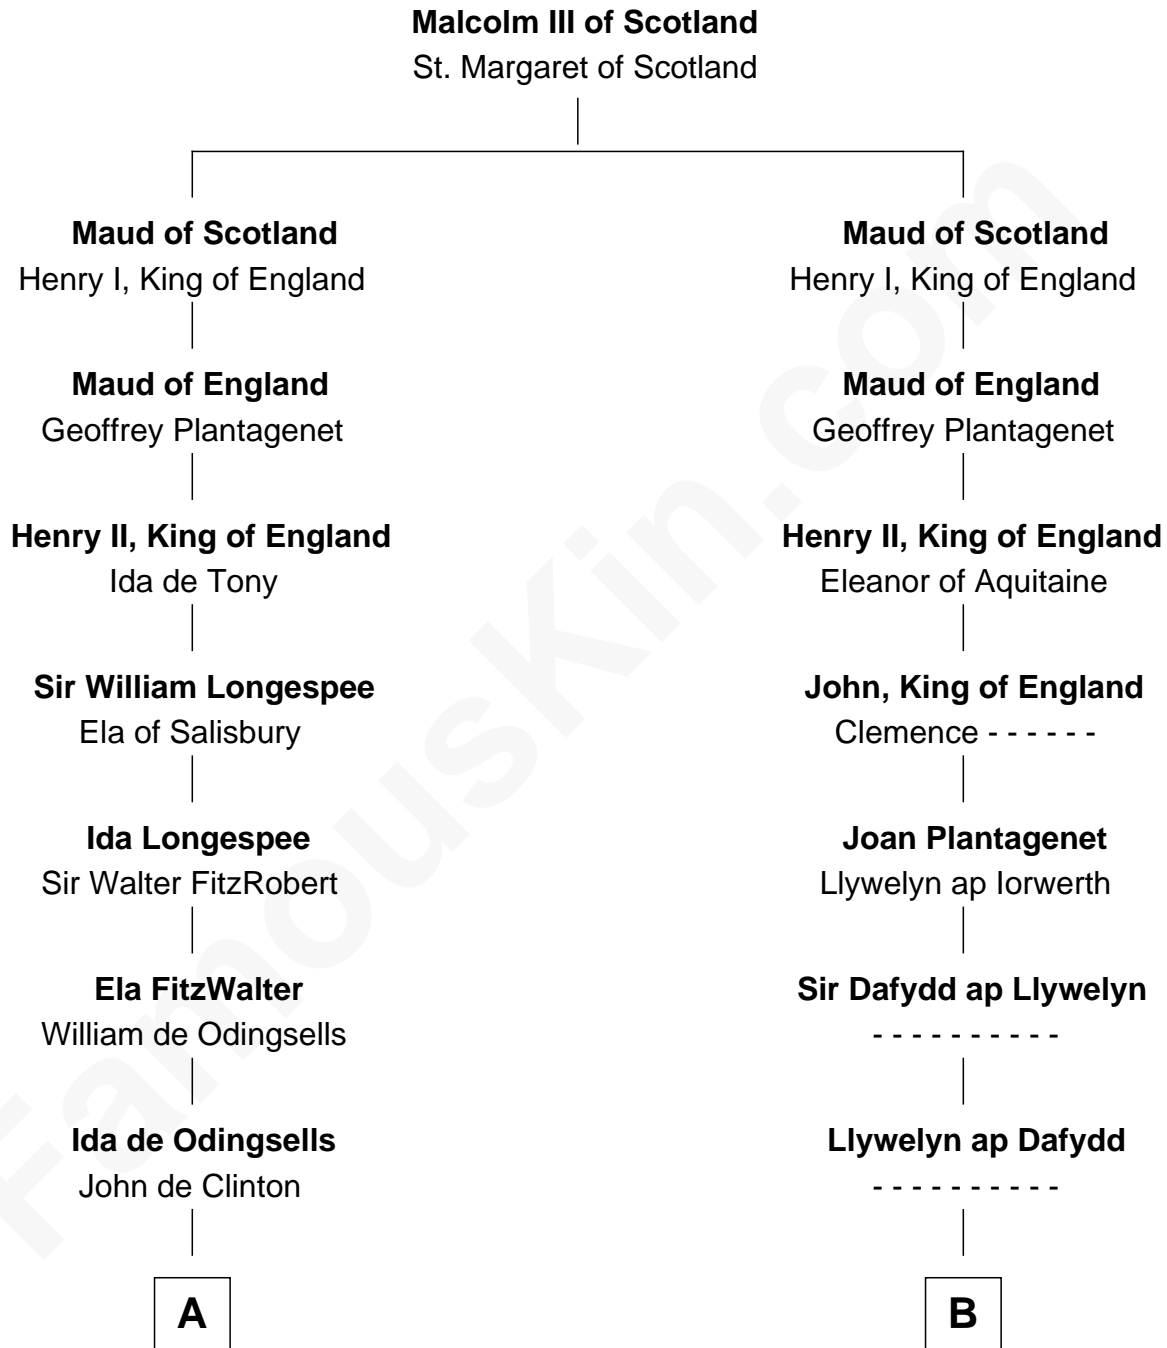 Malcolm III of Scotland
St. Margaret of Scotland
Maud of Scotland
Henry I, King of England
Maud of England
Geoffrey Plantagenet
Henry II, King of England
Ida de Tony
Sir William Longespee
Ela of Salisbury
Ida Longespee
Sir Walter FitzRobert
Ela FitzWalter
William de Odingsells
Ida de Odingsells
John de Clinton
A
Maud of Scotland
Henry I, King of England
Maud of England
Geoffrey Plantagenet
Henry II, King of England
Eleanor of Aquitaine
John, King of England
Clemence - - - - - -
Joan Plantagenet
Llywelyn ap Iorwerth
Sir Dafydd ap Llywelyn
- - - - - - - - - -
Llywelyn ap Dafydd
- - - - - - - - - -
B
FamousKin.com